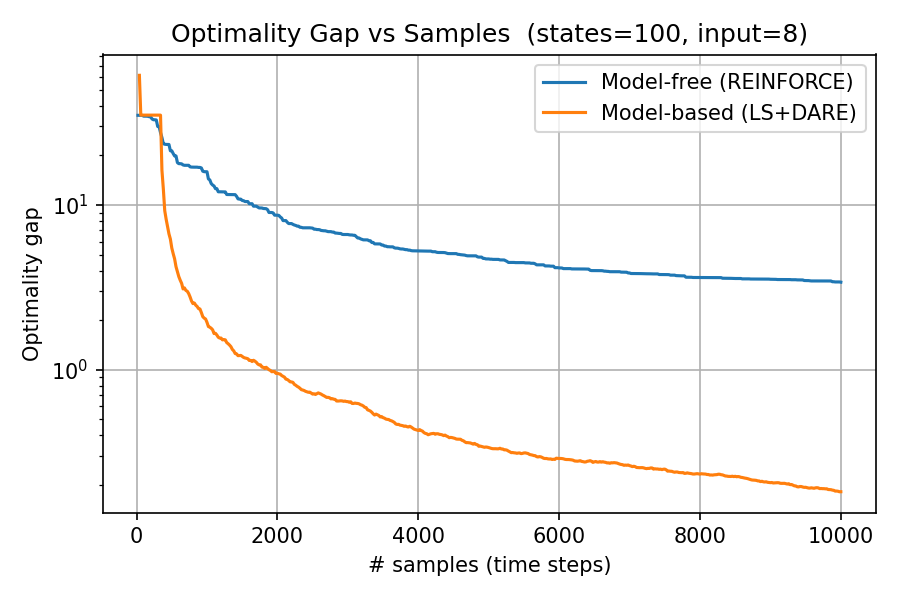 Optimality Gap vs Samples  (states=100, input=8)
Model-free (REINFORCE)
Model-based (LS+DARE)
Optimality gap
10^1
10^0
0 2000 4000 6000 8000 10000
# samples (time steps)